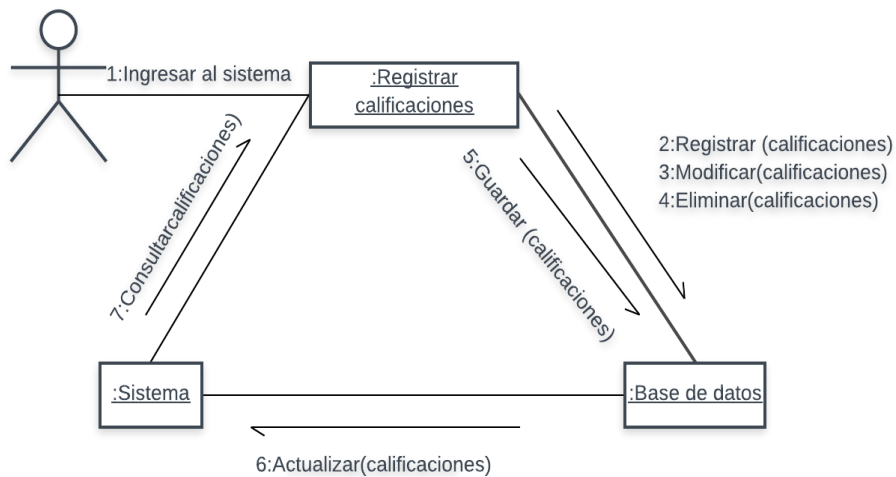 1:Ingresar al sistema
:Registrar
calificaciones
2:Registrar (calificaciones)
3:Modificar(calificaciones)
4:Eliminar(calificaciones)
5:Guardar (calificaciones)
7:Consultarcalificaciones)
:Sistema
:Base de datos
6:Actualizar(calificaciones)